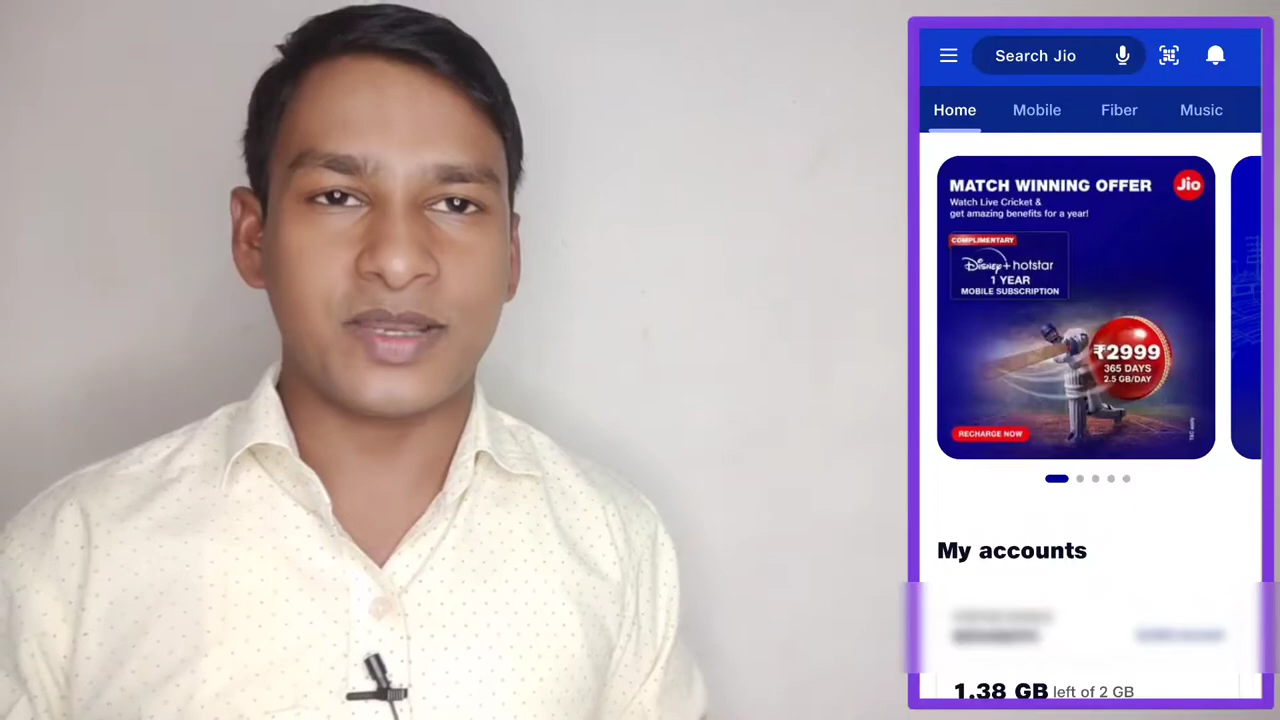 Search Jio
Home Mobile Fiber Music
MATCH WINNING OFFER
Jio
Watch Live Cricket &
get amazing benefits for a year!
COMPLIMENTARY
Disney+ hotstar
1 YEAR
MOBILE SUBSCRIPTION
₹2999
365 DAYS
2.5 GB/DAY
RECHARGE NOW
My accounts
1.38 GB left of 2 GB